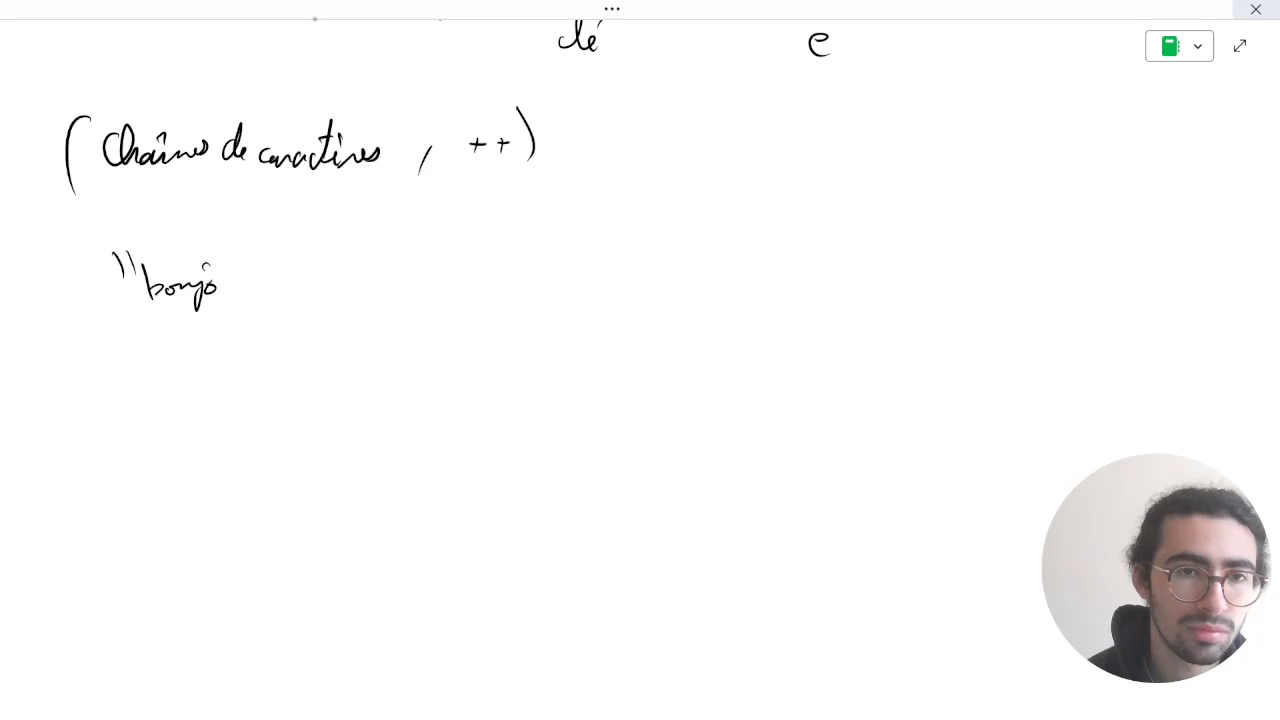 clé e
(Chaînes de caractères, ++)
"bonjo